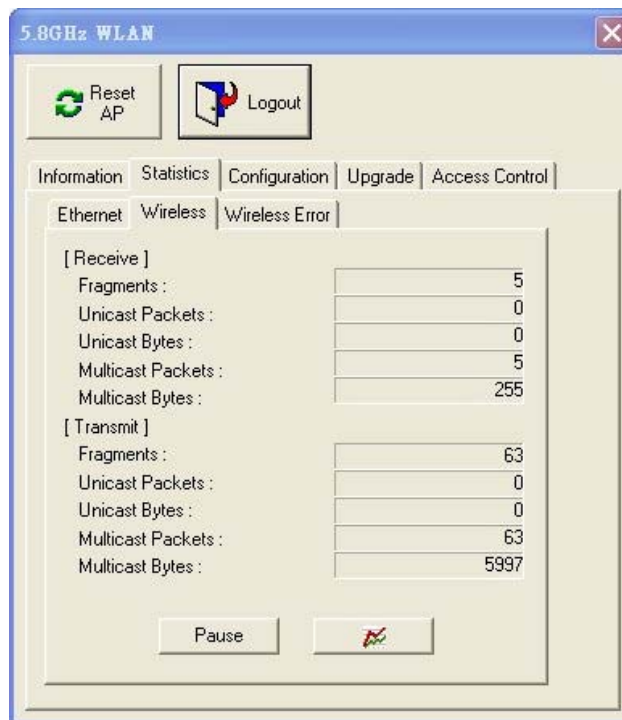 5.8GHz WLAN
Reset
AP
Logout
Information Statistics Configuration Upgrade Access Control
Ethernet Wireless Wireless Error
[ Receive ]
Fragments : 5
Unicast Packets : 0
Unicast Bytes : 0
Multicast Packets : 5
Multicast Bytes : 255
[ Transmit ]
Fragments : 63
Unicast Packets : 0
Unicast Bytes : 0
Multicast Packets : 63
Multicast Bytes : 5997
Pause